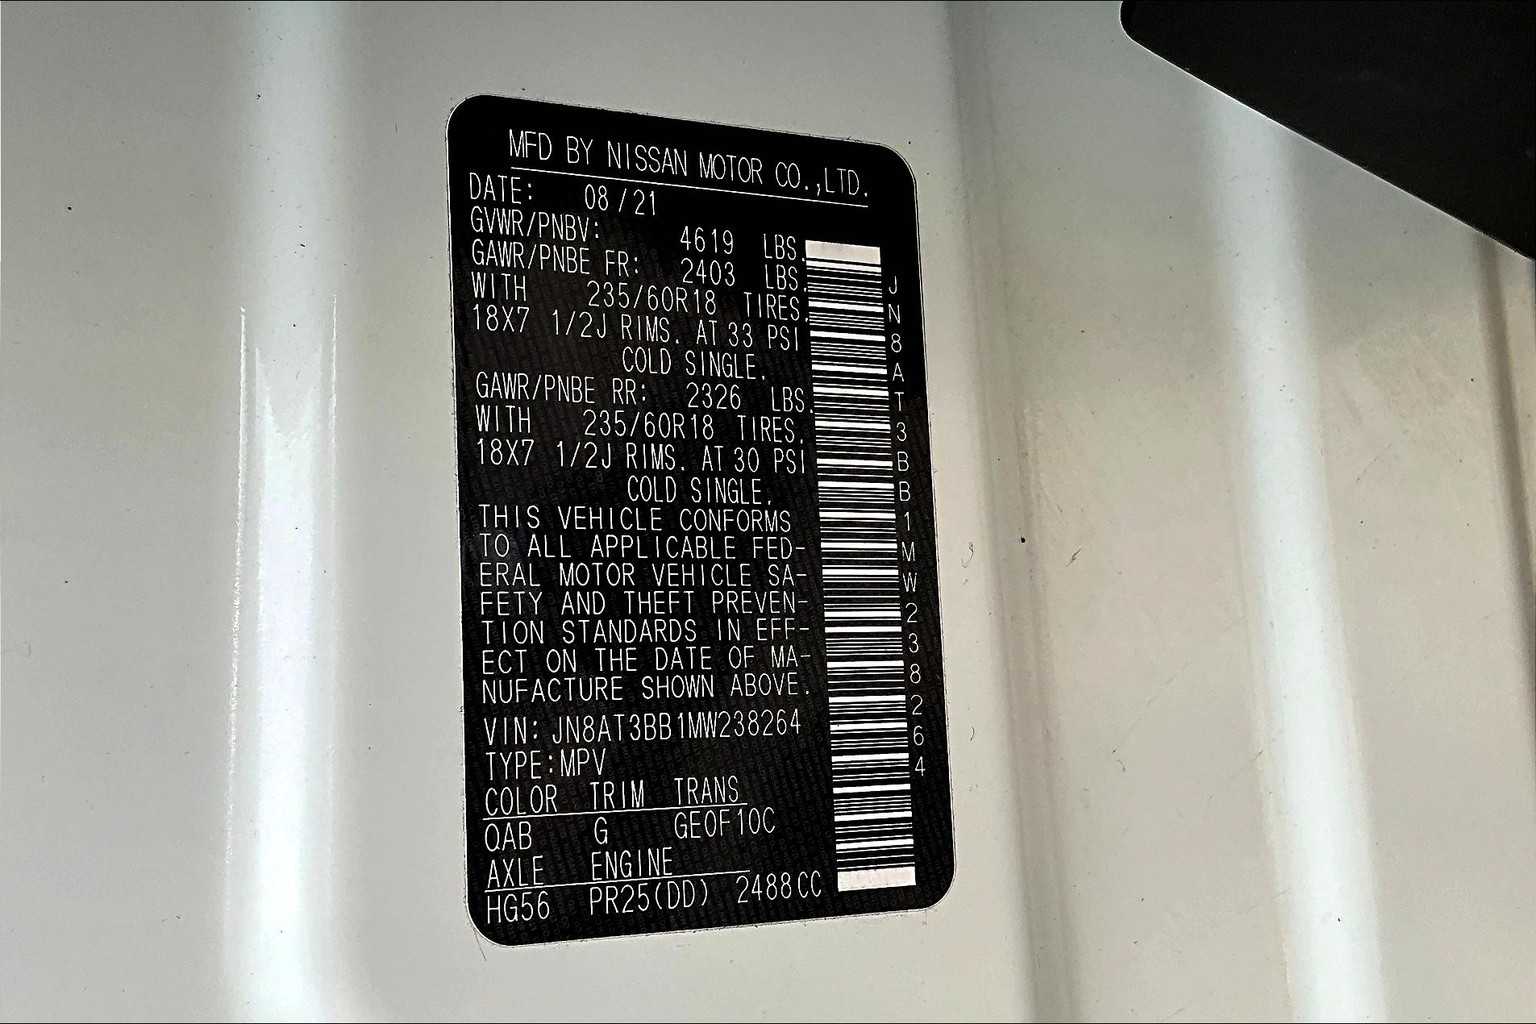 MFD BY NISSAN MOTOR CO.,LTD.
DATE: 08/21
GVWR/PNBV: 4619 LBS.
GAWR/PNBE FR: 2403 LBS.
WITH 235/60R18 TIRES.
18X7 1/2J RIMS. AT 33 PSI
COLD SINGLE.
GAWR/PNBE RR: 2326 LBS.
WITH 235/60R18 TIRES.
18X7 1/2J RIMS. AT 30 PSI
COLD SINGLE.
THIS VEHICLE CONFORMS
TO ALL APPLICABLE FED-
ERAL MOTOR VEHICLE SA-
FETY AND THEFT PREVEN-
TION STANDARDS IN EFF-
ECT ON THE DATE OF MA-
NUFACTURE SHOWN ABOVE.
VIN: JN8AT3BB1MW238264
TYPE:MPV
COLOR TRIM TRANS
QAB G GEOF10C
AXLE ENGINE
HG56 PR25(DD) 2488CC
JN8AT3BB1MW238264